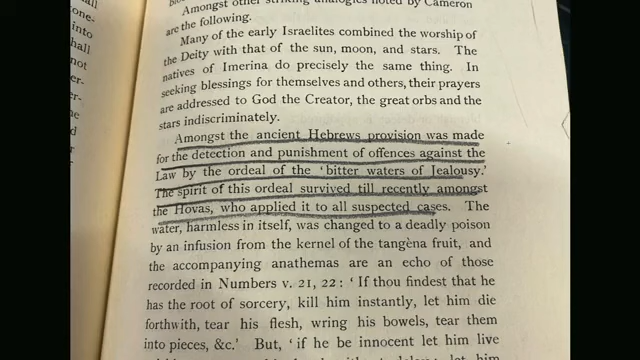 Amongst other striking analogies noted by Cameron
are the following.
Many of the early Israelites combined the worship of
the Deity with that of the sun, moon, and stars. The
natives of Imerina do precisely the same thing. In
seeking blessings for themselves and others, their prayers
are addressed to God the Creator, the great orbs and the
stars indiscriminately.
Amongst the ancient Hebrews provision was made
for the detection and punishment of offences against the
Law by the ordeal of the ‘bitter waters of Jealousy.’
The spirit of this ordeal survived till recently amongst
the Hovas, who applied it to all suspected cases. The
water, harmless in itself, was changed to a deadly poison
by an infusion from the kernel of the tangèna fruit, and
the accompanying anathemas are an echo of those
recorded in Numbers v. 21, 22: ‘If thou findest that he
has the root of sorcery, kill him instantly, let him die
forthwith, tear his flesh, wring his bowels, tear them
into pieces, &c.’ But, ‘if he be innocent let him live